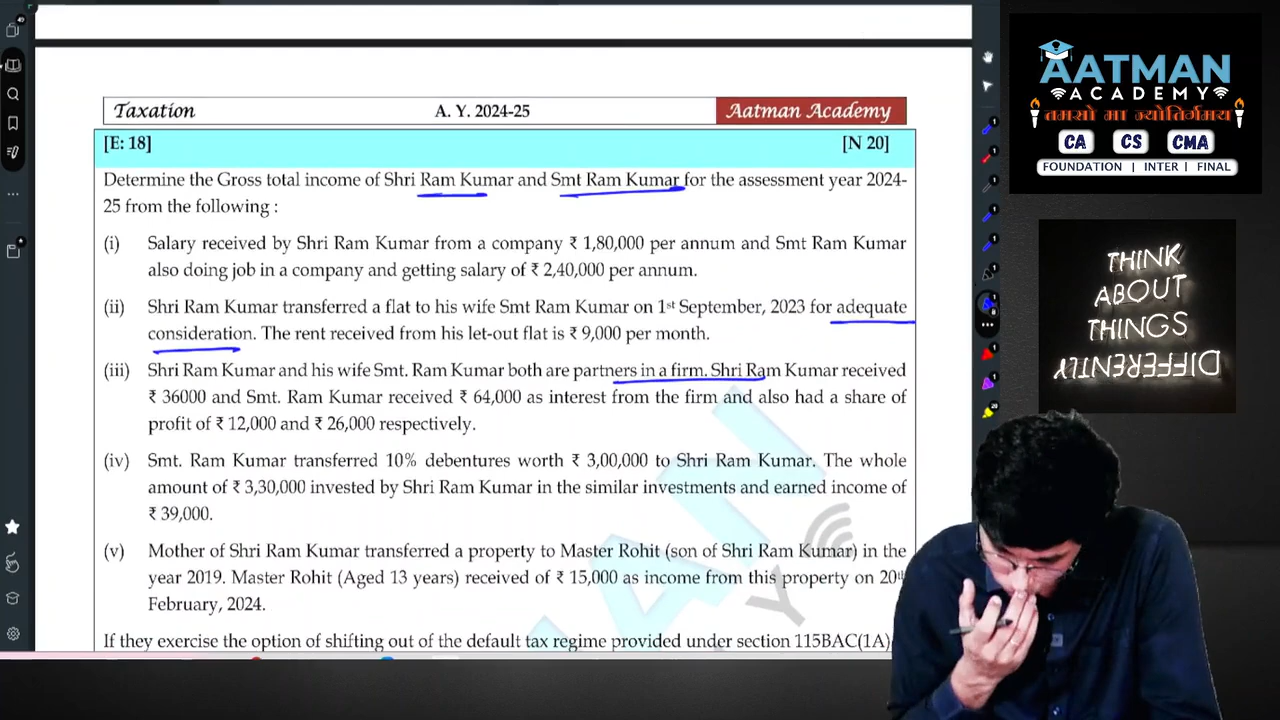 Taxation A. Y. 2024-25 Aatman Academy
[E: 18] [N 20]
Determine the Gross total income of Shri Ram Kumar and Smt Ram Kumar for the assessment year 2024-
25 from the following :
(i) Salary received by Shri Ram Kumar from a company ₹ 1,80,000 per annum and Smt Ram Kumar
also doing job in a company and getting salary of ₹ 2,40,000 per annum.
(ii) Shri Ram Kumar transferred a flat to his wife Smt Ram Kumar on 1st September, 2023 for adequate
consideration. The rent received from his let-out flat is ₹ 9,000 per month.
(iii) Shri Ram Kumar and his wife Smt. Ram Kumar both are partners in a firm. Shri Ram Kumar received
₹ 36000 and Smt. Ram Kumar received ₹ 64,000 as interest from the firm and also had a share of
profit of ₹ 12,000 and ₹ 26,000 respectively.
(iv) Smt. Ram Kumar transferred 10% debentures worth ₹ 3,00,000 to Shri Ram Kumar. The whole
amount of ₹ 3,30,000 invested by Shri Ram Kumar in the similar investments and earned income of
₹ 39,000.
(v) Mother of Shri Ram Kumar transferred a property to Master Rohit (son of Shri Ram Kumar) in the
year 2019. Master Rohit (Aged 13 years) received of ₹ 15,000 as income from this property on 20th
February, 2024.
If they exercise the option of shifting out of the default tax regime provided under section 115BAC(1A)
AATMAN
ACADEMY
तमसो मा ज्योतिर्गमय
CA CS CMA
FOUNDATION | INTER | FINAL
THINK
ABOUT
THINGS
DIFFERENTLY